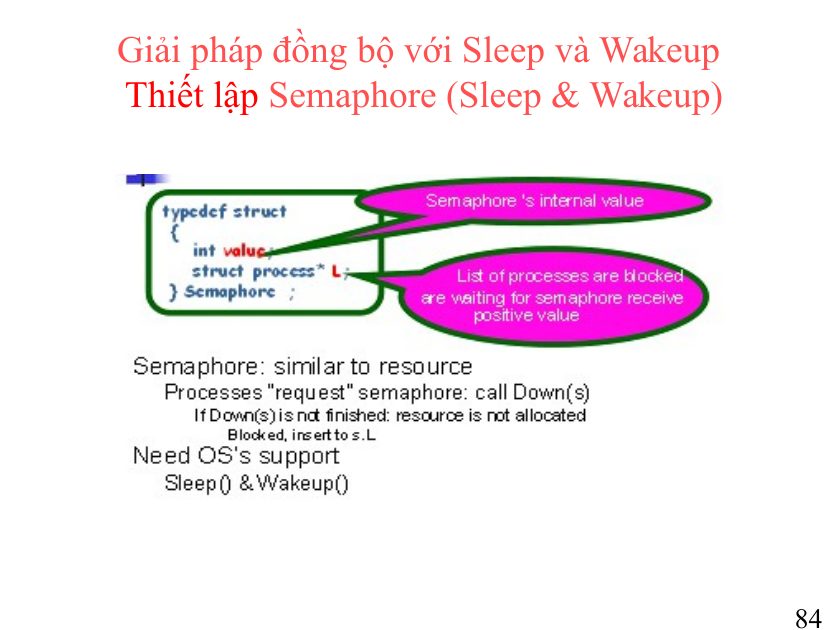 Giải pháp đồng bộ với Sleep và Wakeup
Thiết lập Semaphore (Sleep & Wakeup)
typedef struct
{
int value;
struct process* L;
} Semaphore ;
Semaphore 's internal value
List of processes are blocked
are waiting for semaphore receive
positive value
Semaphore: similar to resource
Processes "request" semaphore: call Down(s)
If Down(s) is not finished: resource is not allocated
Blocked, insert to s.L
Need OS's support
Sleep() & Wakeup()
84